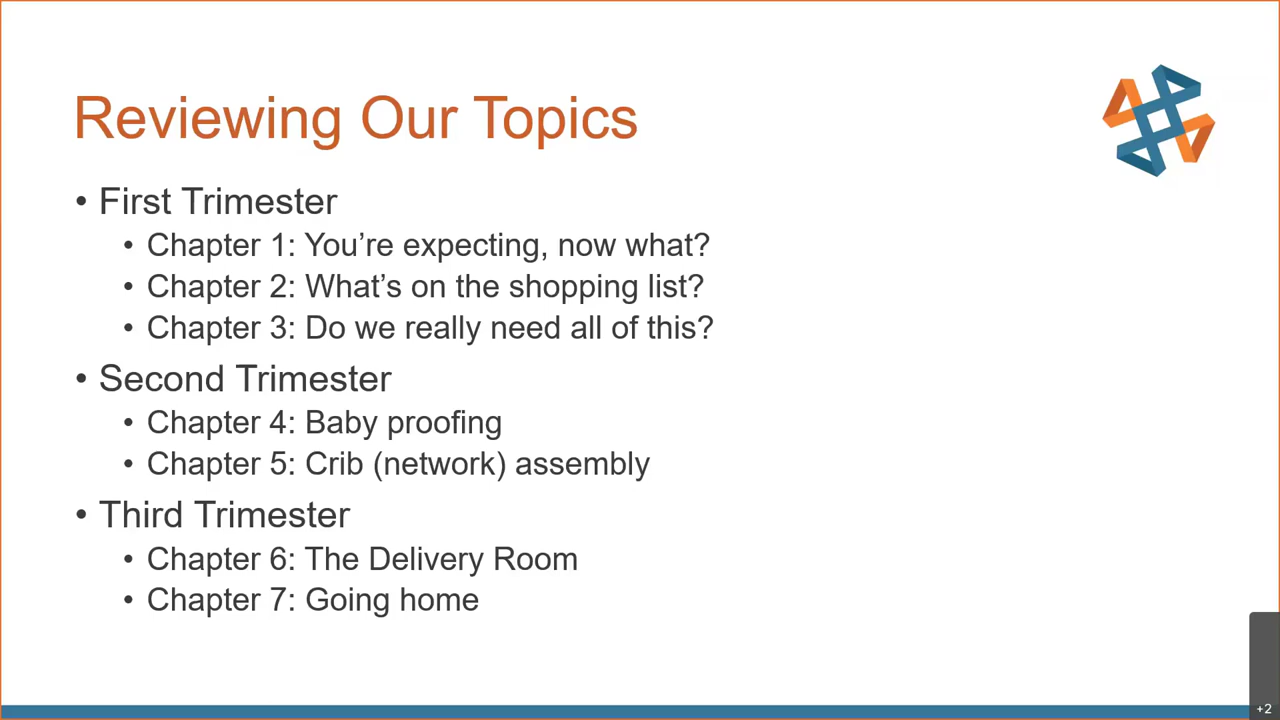 Reviewing Our Topics
• First Trimester
• Chapter 1: You’re expecting, now what?
• Chapter 2: What’s on the shopping list?
• Chapter 3: Do we really need all of this?
• Second Trimester
• Chapter 4: Baby proofing
• Chapter 5: Crib (network) assembly
• Third Trimester
• Chapter 6: The Delivery Room
• Chapter 7: Going home
+2